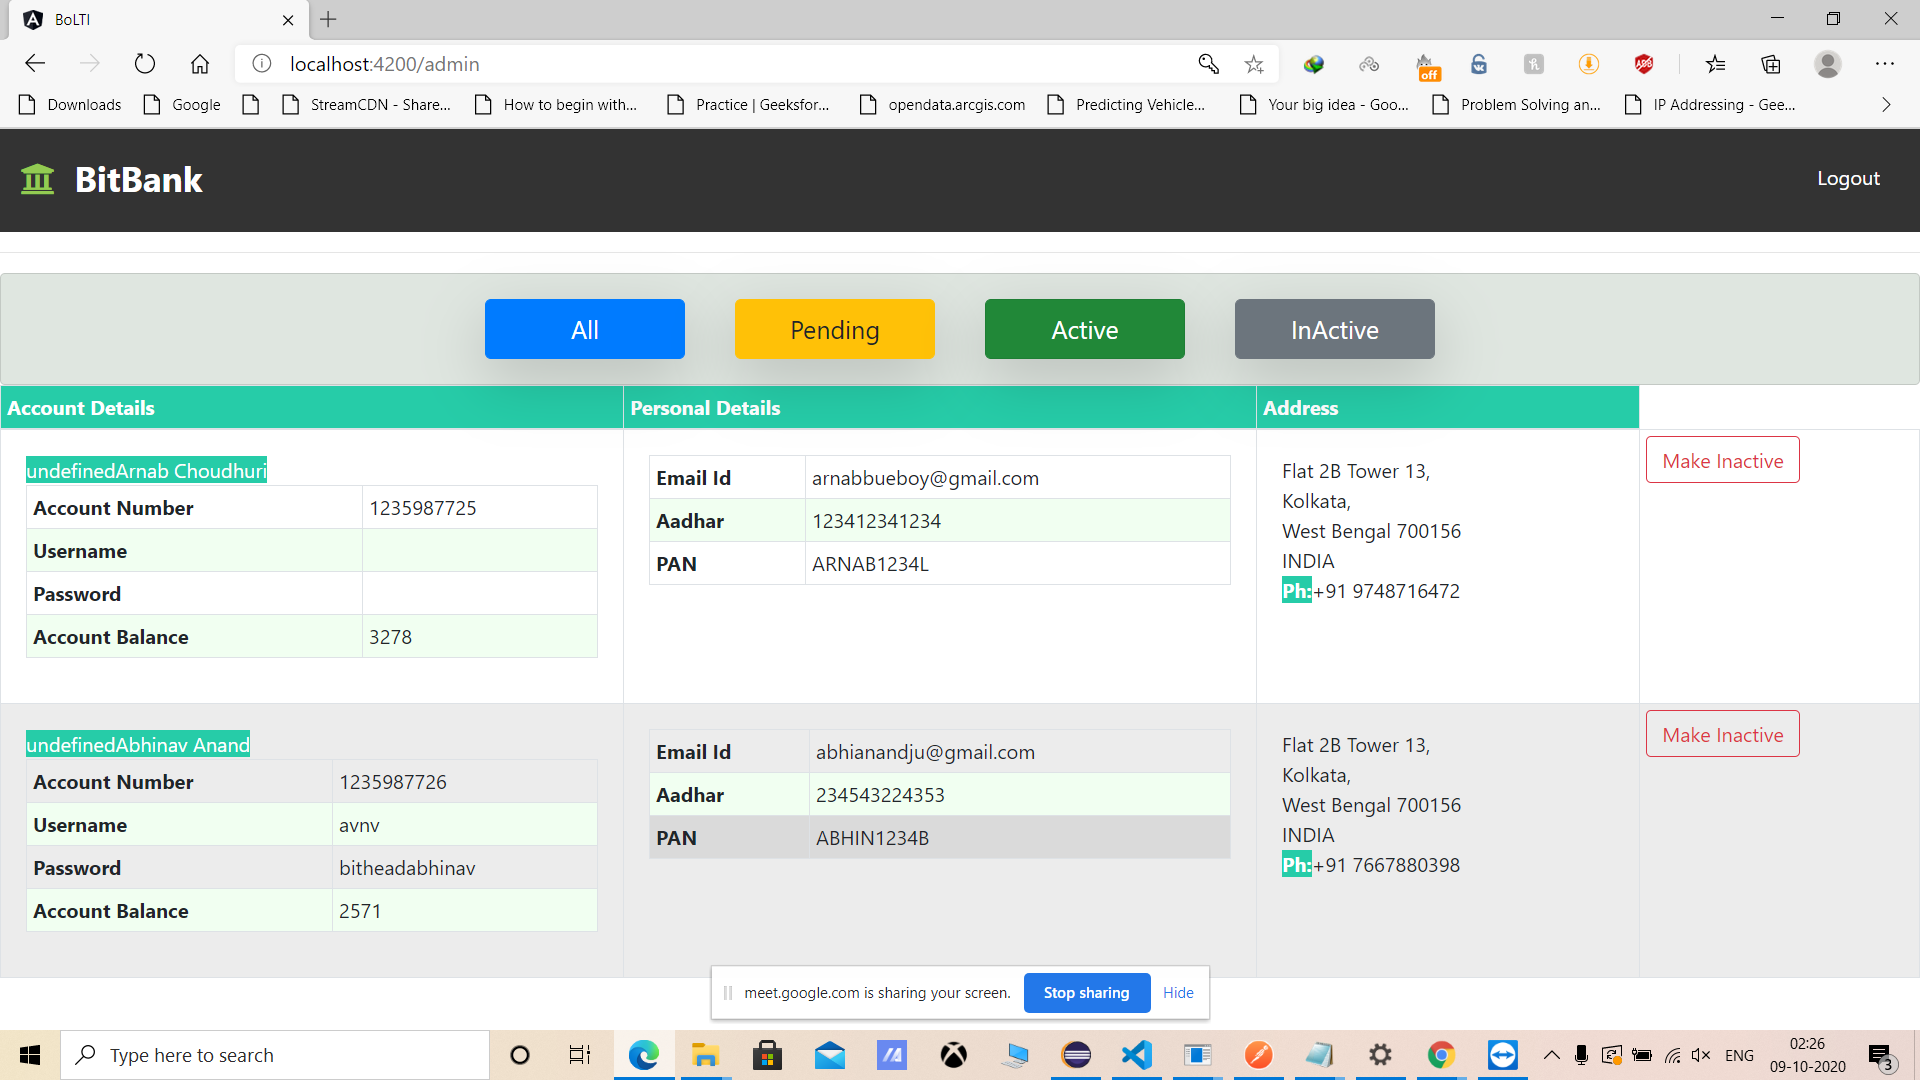 BoLTI
localhost:4200/admin
off
Downloads
Google
StreamCDN - Share...
How to begin with...
Practice | Geeksfor...
opendata.arcgis.com
Predicting Vehicle...
Your big idea - Goo...
Problem Solving an...
IP Addressing - Gee...
BitBank
Logout
All
Pending
Active
InActive
Account Details
Personal Details
Address
undefinedArnab Choudhuri
Account Number 1235987725
Username
Password
Account Balance 3278
Email Id arnabbueboy@gmail.com
Aadhar 123412341234
PAN ARNAB1234L
Flat 2B Tower 13,
Kolkata,
West Bengal 700156
INDIA
Ph:+91 9748716472
Make Inactive
undefinedAbhinav Anand
Account Number 1235987726
Username avnv
Password bitheadabhinav
Account Balance 2571
Email Id abhianandju@gmail.com
Aadhar 234543224353
PAN ABHIN1234B
Flat 2B Tower 13,
Kolkata,
West Bengal 700156
INDIA
Ph:+91 7667880398
Make Inactive
meet.google.com is sharing your screen.
Stop sharing
Hide
Type here to search
ENG
02:26
09-10-2020
3